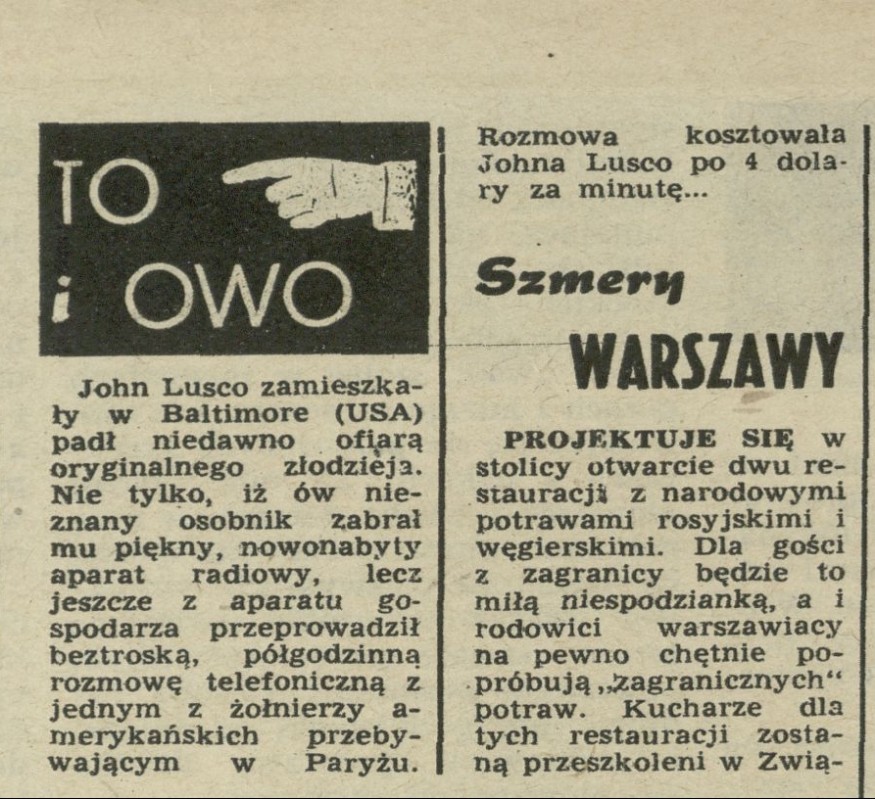 TO
i OWO
John Lusco zamieszka-
ły w Baltimore (USA)
padł niedawno ofiarą
oryginalnego złodzieja.
Nie tylko, iż ów nie-
znany osobnik zabrał
mu piękny, nowonabyty
aparat radiowy, lecz
jeszcze z aparatu go-
spodarza przeprowadził
beztroską, półgodzinną
rozmowę telefoniczną z
jednym z żołnierzy a-
merykańskich przeby-
wającym w Paryżu.
Rozmowa kosztowała
Johna Lusco po 4 dola-
ry za minutę...
Szmery
WARSZAWY
PROJEKTUJE SIĘ w
stolicy otwarcie dwu re-
stauracji z narodowymi
potrawami rosyjskimi i
węgierskimi. Dla gości
z zagranicy będzie to
miłą niespodzianką, a i
rodowici warszawiacy
na pewno chętnie po-
próbują „zagranicznych“
potraw. Kucharze dla
tych restauracji zosta-
ną przeszkoleni w Zwią-